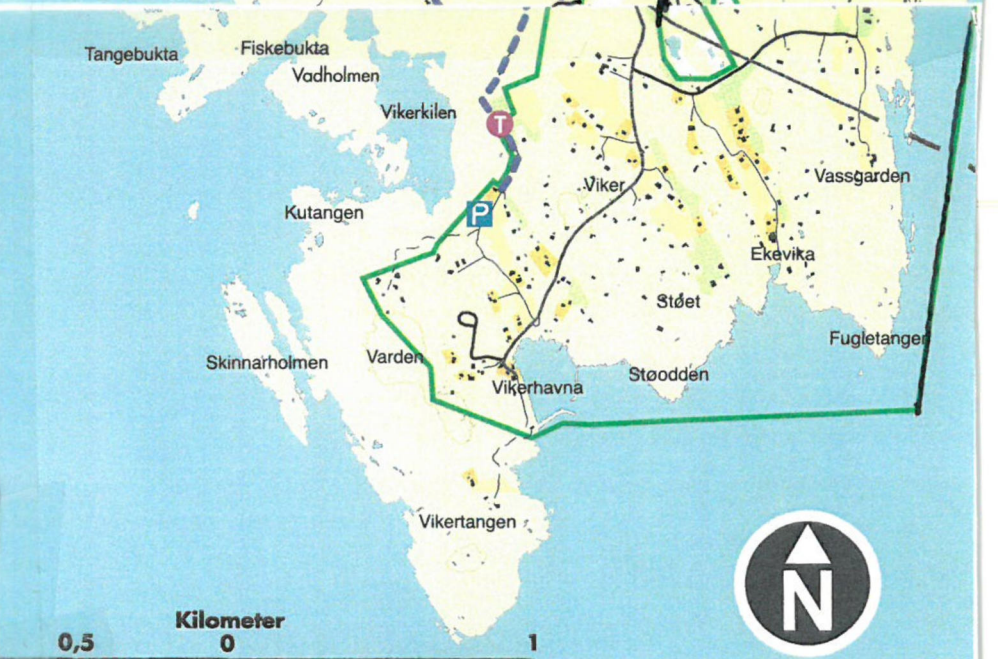 Fiskebukta
Tangebukta
Vadholmen
Vikerkilen
T
Vassgarden
Viker
Kutangen
P
Ekevika
Støet
Fugletangen
Skinnarholmen
Varden
Støodden
Vikerhavna
Vikertangen
N
Kilometer
0,5 0 1